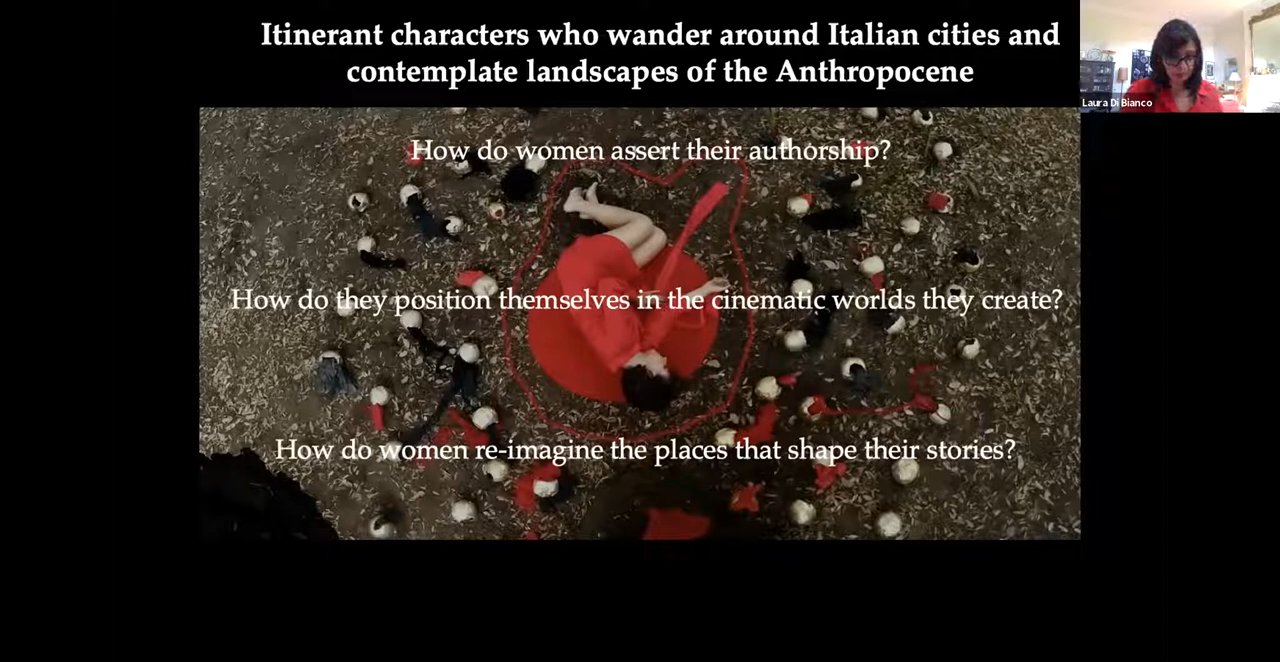 Itinerant characters who wander around Italian cities and
contemplate landscapes of the Anthropocene
Laura Di Bianco
How do women assert their authorship?
How do they position themselves in the cinematic worlds they create?
How do women re-imagine the places that shape their stories?